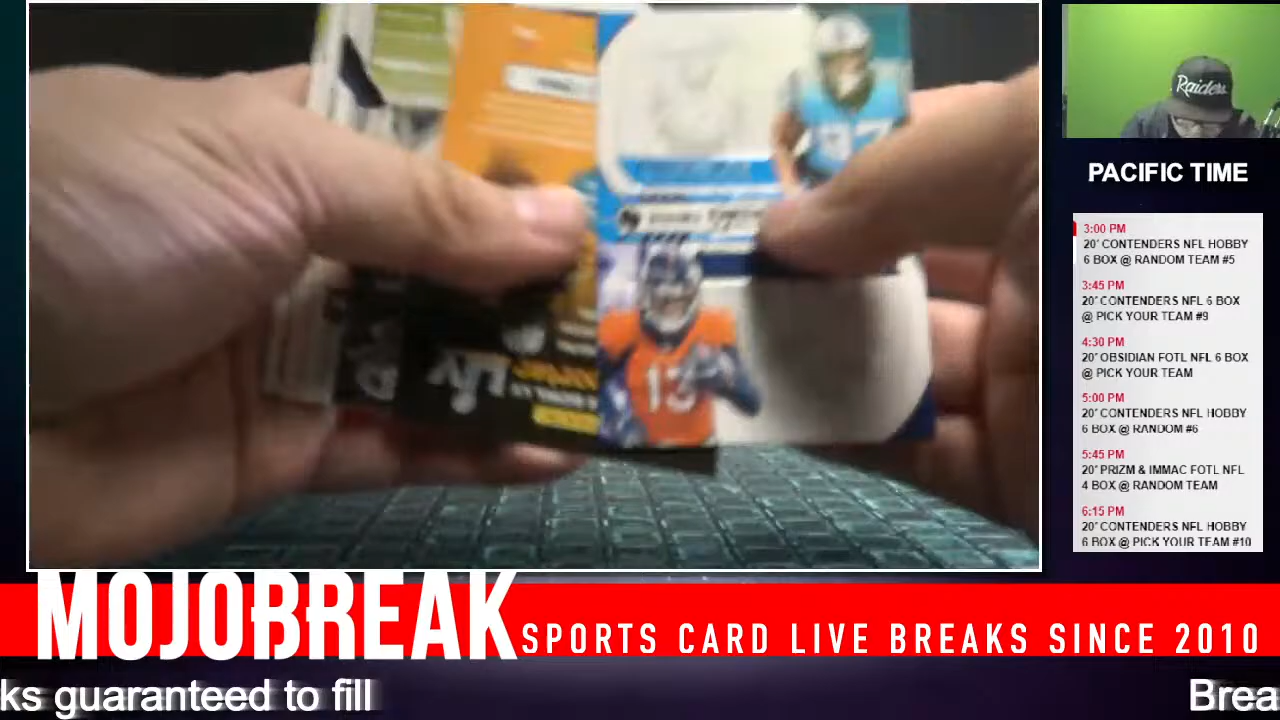 Raiders
PACIFIC TIME
3:00 PM
20' CONTENDERS NFL HOBBY
6 BOX @ RANDOM TEAM #5
3:45 PM
20' CONTENDERS NFL 6 BOX
@ PICK YOUR TEAM #9
4:30 PM
20' OBSIDIAN FOTL NFL 6 BOX
@ PICK YOUR TEAM
5:00 PM
20' CONTENDERS NFL HOBBY
6 BOX @ RANDOM #6
5:45 PM
20' PRIZM & IMMAC FOTL NFL
4 BOX @ RANDOM TEAM
6:15 PM
20' CONTENDERS NFL HOBBY
6 BOX @ PICK YOUR TEAM #10
13
MOJOBREAK
SPORTS CARD LIVE BREAKS SINCE 2010
ks guaranteed to fill
Brea